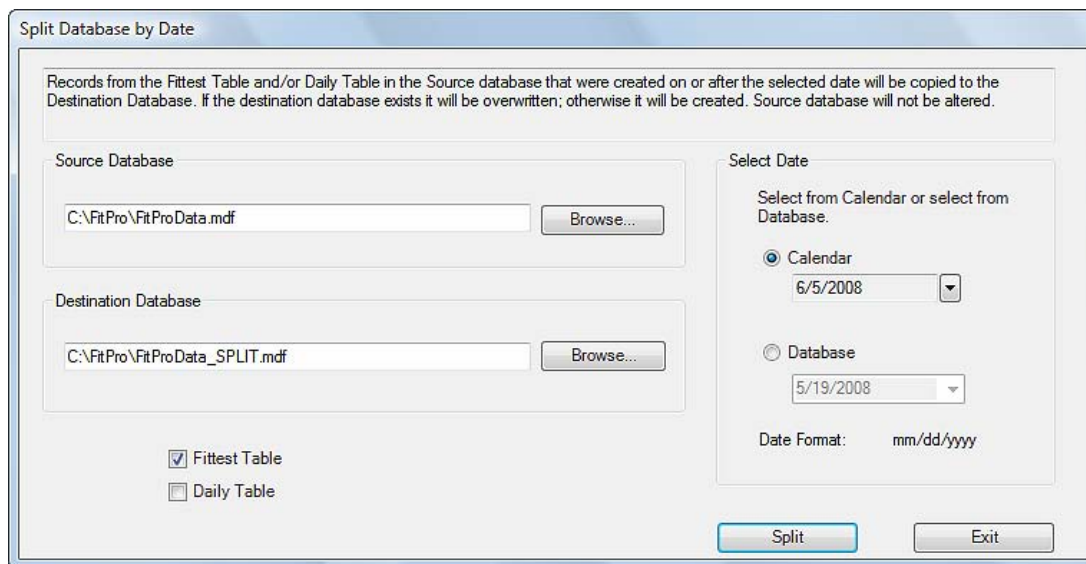 Split Database by Date
Records from the Fittest Table and/or Daily Table in the Source database that were created on or after the selected date will be copied to the
Destination Database. If the destination database exists it will be overwritten; otherwise it will be created. Source database will not be altered.
Source Database
C:\FitPro\FitProData.mdf
Browse...
Destination Database
C:\FitPro\FitProData_SPLIT.mdf
Browse...
Fittest Table
Daily Table
Select Date
Select from Calendar or select from
Database.
Calendar
6/5/2008
Database
5/19/2008
Date Format: mm/dd/yyyy
Split
Exit